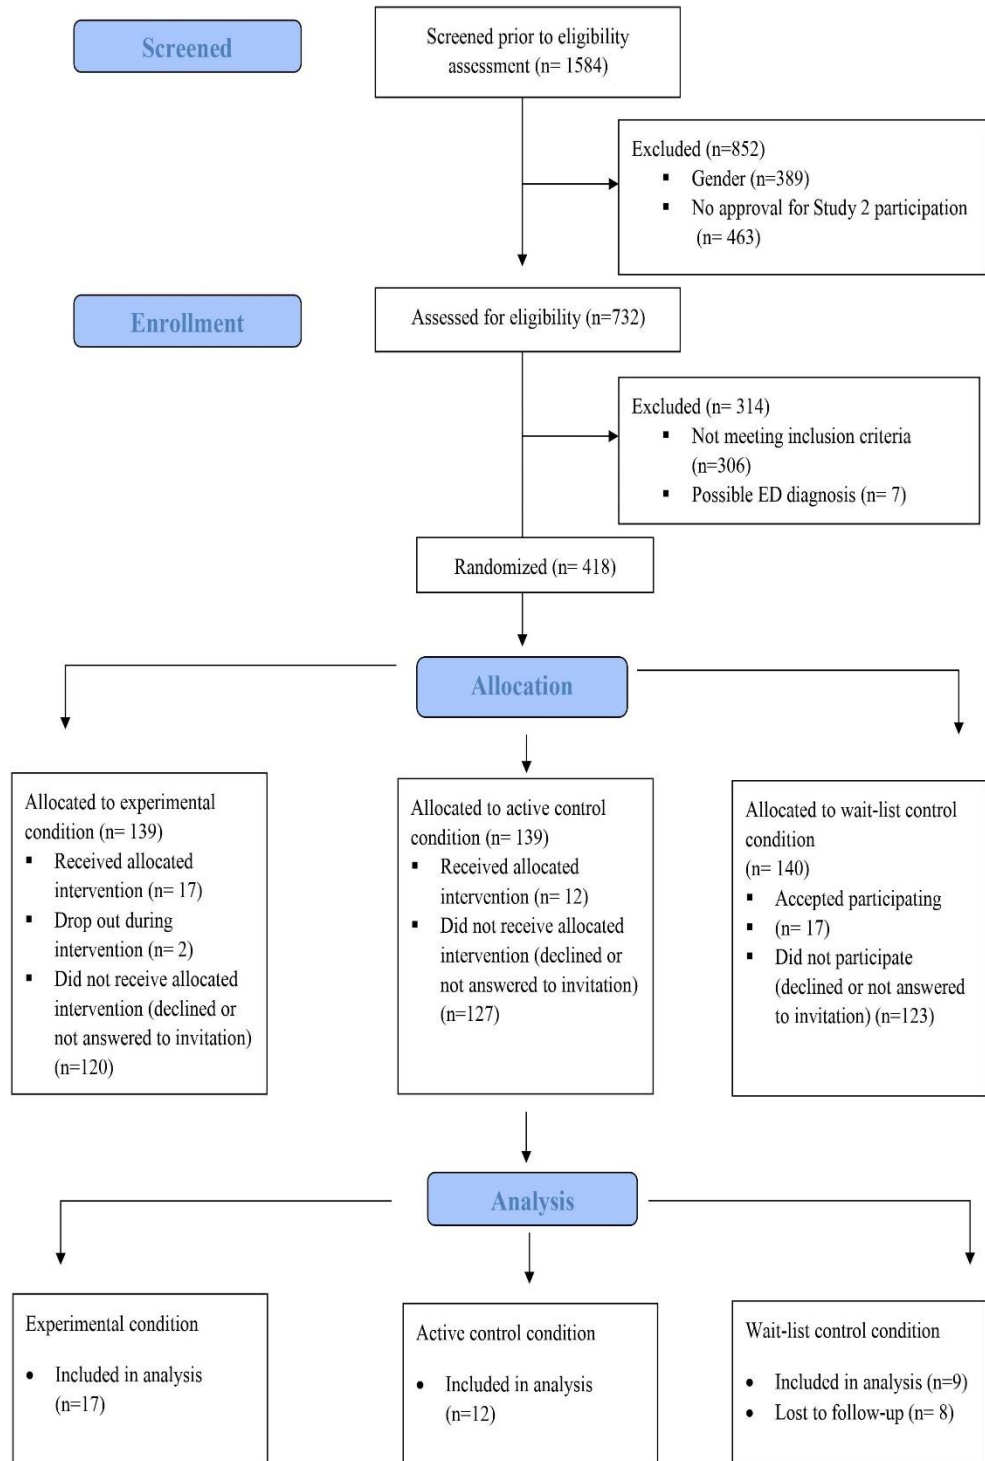 Screened
Screened prior to eligibility
assessment (n= 1584)
Excluded (n=852)
▪ Gender (n=389)
▪ No approval for Study 2 participation
(n= 463)
Enrollment
Assessed for eligibility (n=732)
Excluded (n= 314)
▪ Not meeting inclusion criteria
(n=306)
▪ Possible ED diagnosis (n= 7)
Randomized (n= 418)
Allocation
Allocated to experimental
condition (n= 139)
▪ Received allocated
intervention (n= 17)
▪ Drop out during
intervention (n= 2)
▪ Did not receive allocated
intervention (declined or
not answered to invitation)
(n=120)
Allocated to active control
condition (n= 139)
▪ Received allocated
intervention (n= 12)
▪ Did not receive allocated
intervention (declined or
not answered to invitation)
(n=127)
Allocated to wait-list control
condition
(n= 140)
▪ Accepted participating
▪ (n= 17)
▪ Did not participate
(declined or not answered
to invitation) (n=123)
Analysis
Experimental condition
• Included in analysis
(n=17)
Active control condition
• Included in analysis
(n=12)
Wait-list control condition
• Included in analysis (n=9)
• Lost to follow-up (n= 8)